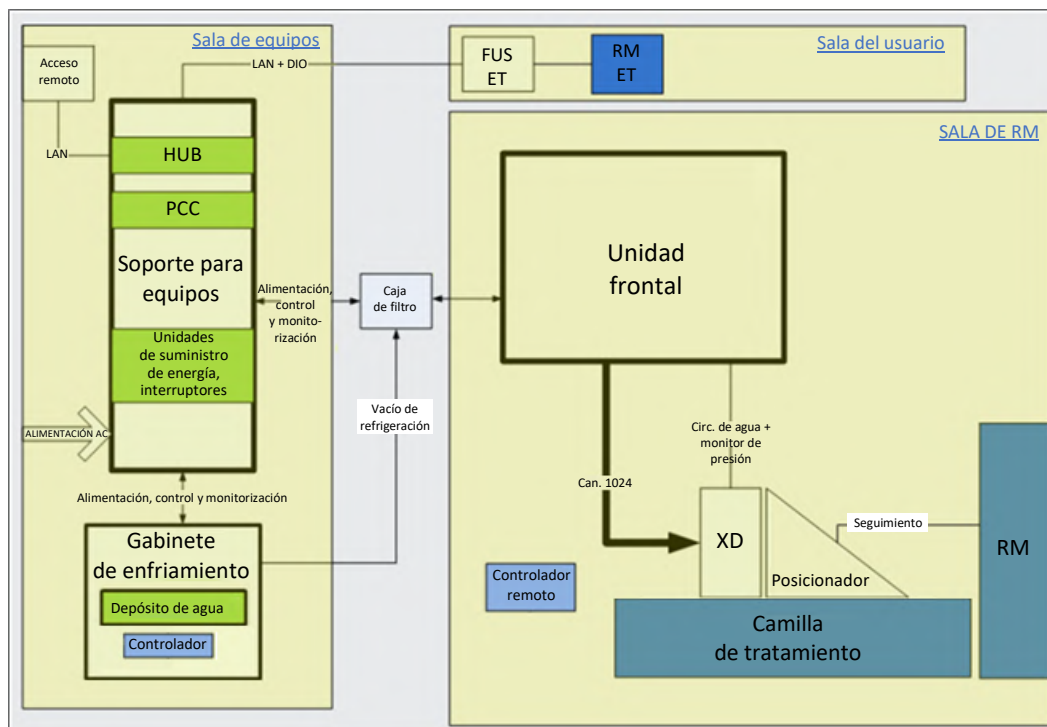 Sala de equipos
Acceso
remoto
LAN + DIO
LAN
HUB
PCC
Soporte para
equipos
Unidades
de suministro
de energía,
interruptores
ALIMENTACIÓN AC
Alimentación,
control
y monito-
rización
Alimentación, control y monitorización
Gabinete
de enfriamiento
Depósito de agua
Controlador
Caja
de filtro
Vacío de
refrigeración
Sala del usuario
FUS
ET
RM
ET
SALA DE RM
Unidad
frontal
Circ. de agua +
monitor de
presión
Can. 1024
XD
Seguimiento
Posicionador
RM
Controlador
remoto
Camilla
de tratamiento